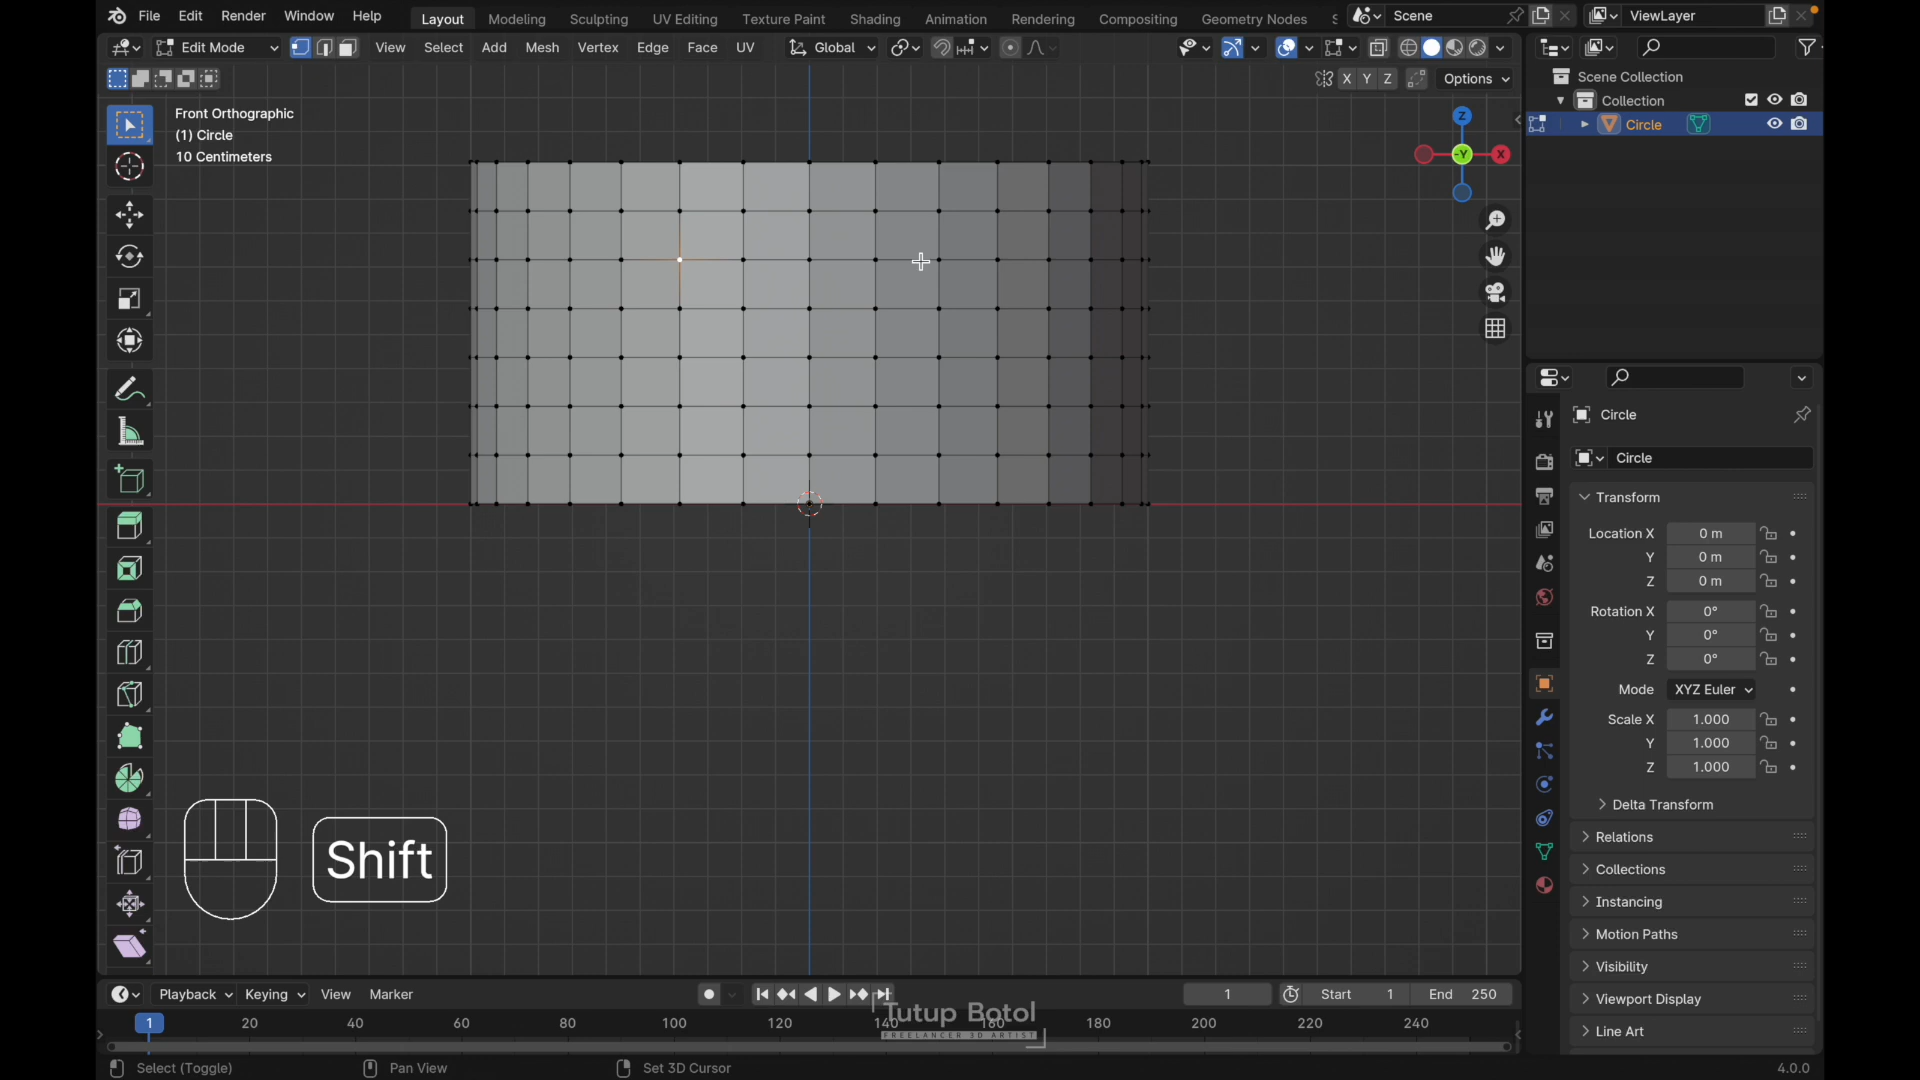 File Edit Render Window Help Layout Modeling Sculpting UV Editing Texture Paint Shading Animation Rendering Compositing Geometry Nodes Scene ViewLayer
Edit Mode View Select Add Mesh Vertex Edge Face UV Global
X Y Z Options
Front Orthographic
(1) Circle
10 Centimeters
Z
-Y
X
Scene Collection
Collection
Circle
Circle
Circle
Transform
Location X 0 m
Y 0 m
Z 0 m
Rotation X 0°
Y 0°
Z 0°
Mode XYZ Euler
Scale X 1.000
Y 1.000
Z 1.000
Delta Transform
Relations
Collections
Instancing
Motion Paths
Visibility
Viewport Display
Line Art
Shift
Playback Keying View Marker 1 Start 1 End 250
Tutup Botol
FREELANCER 3D ARTIST
1 20 40 60 80 100 120 140 160 180 200 220 240
Select (Toggle) Pan View Set 3D Cursor 4.0.0